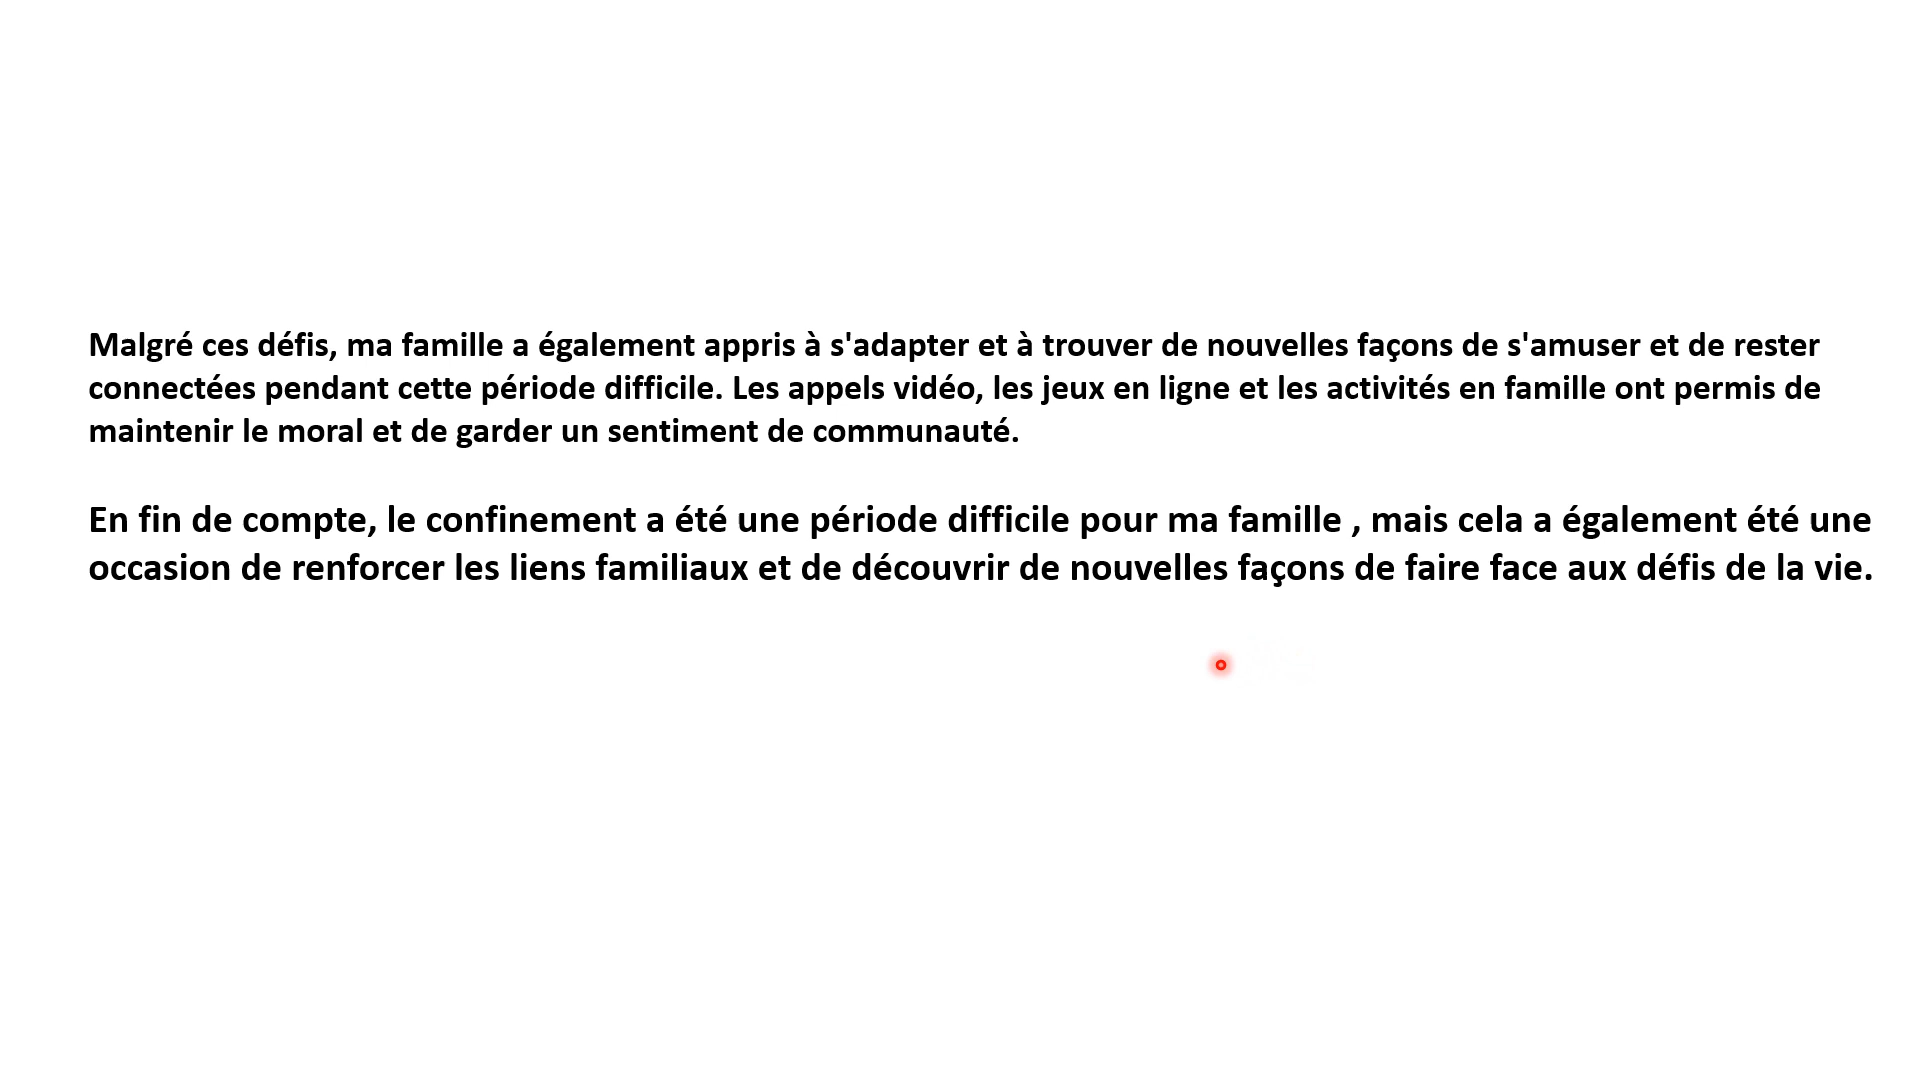 Malgré ces défis, ma famille a également appris à s'adapter et à trouver de nouvelles façons de s'amuser et de rester
connectées pendant cette période difficile. Les appels vidéo, les jeux en ligne et les activités en famille ont permis de
maintenir le moral et de garder un sentiment de communauté.
En fin de compte, le confinement a été une période difficile pour ma famille , mais cela a également été une
occasion de renforcer les liens familiaux et de découvrir de nouvelles façons de faire face aux défis de la vie.